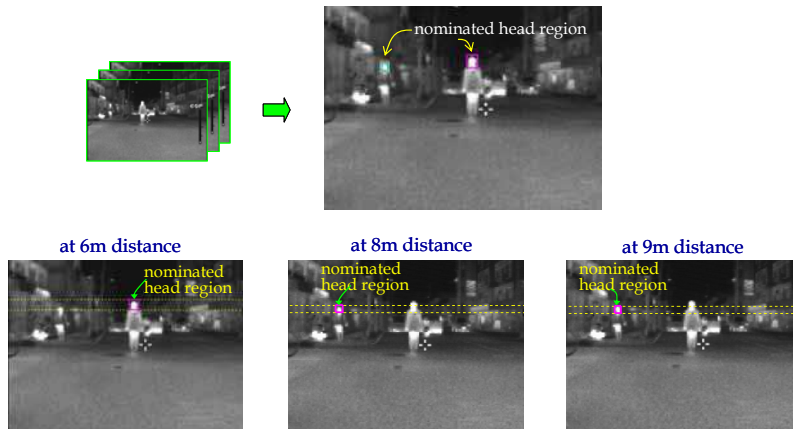 nominated head region
at 6m distance
at 8m distance
at 9m distance
nominated
head region
nominated
head region
nominated
head region